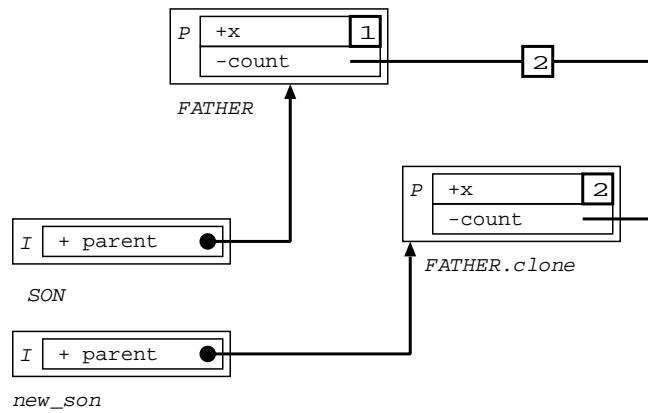 P +x 1
-count 2
FATHER
P +x 2
-count
FATHER.clone
I + parent
SON
I + parent
new_son